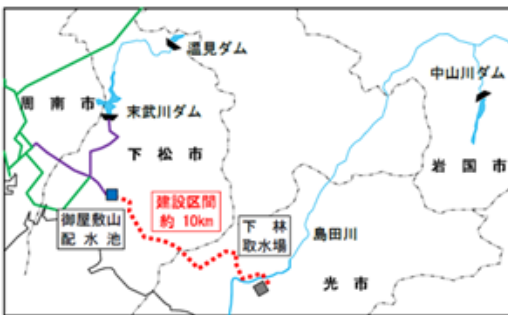 温見ダム
中山川ダム
周南市
末武川ダム
下松市
岩国市
建設区間
約 10km
御屋敷山
配水池
下林
取水場
島田川
光市